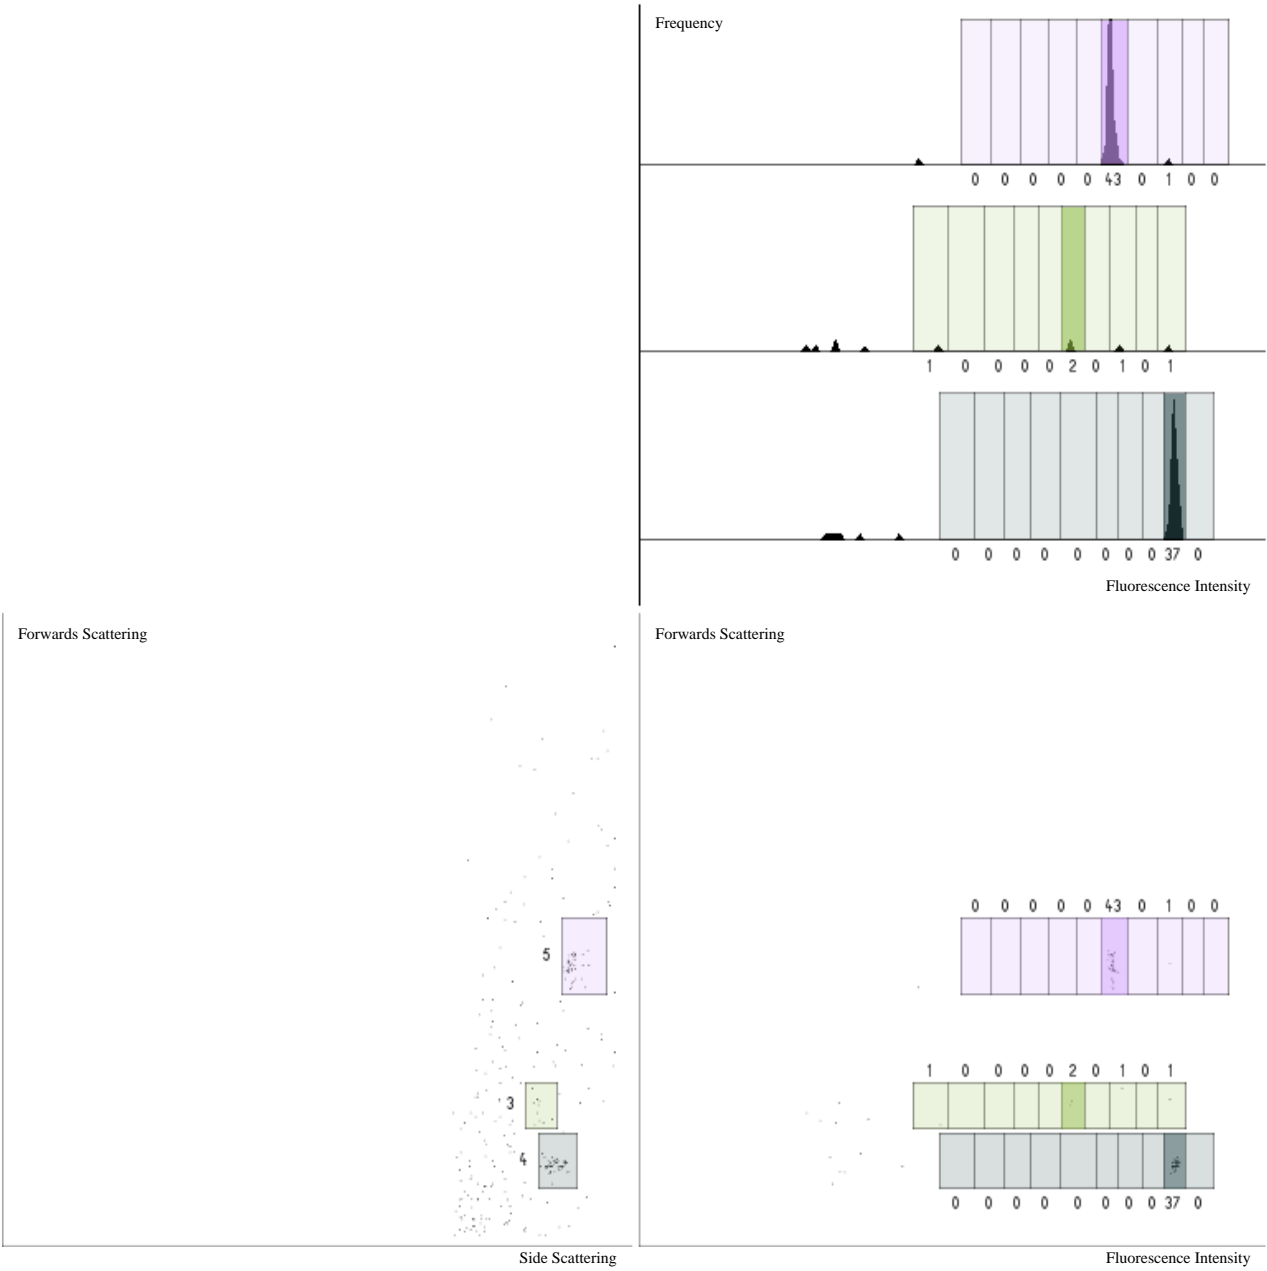 Frequency
0 0 0 0 0 43 0 1 0 0
1 0 0 0 0 2 0 1 0 1
0 0 0 0 0 0 0 0 37 0
Fluorescence Intensity
Forwards Scattering
5
3
4
Side Scattering
Forwards Scattering
0 0 0 0 0 43 0 1 0 0
1 0 0 0 0 2 0 1 0 1
0 0 0 0 0 0 0 0 37 0
Fluorescence Intensity